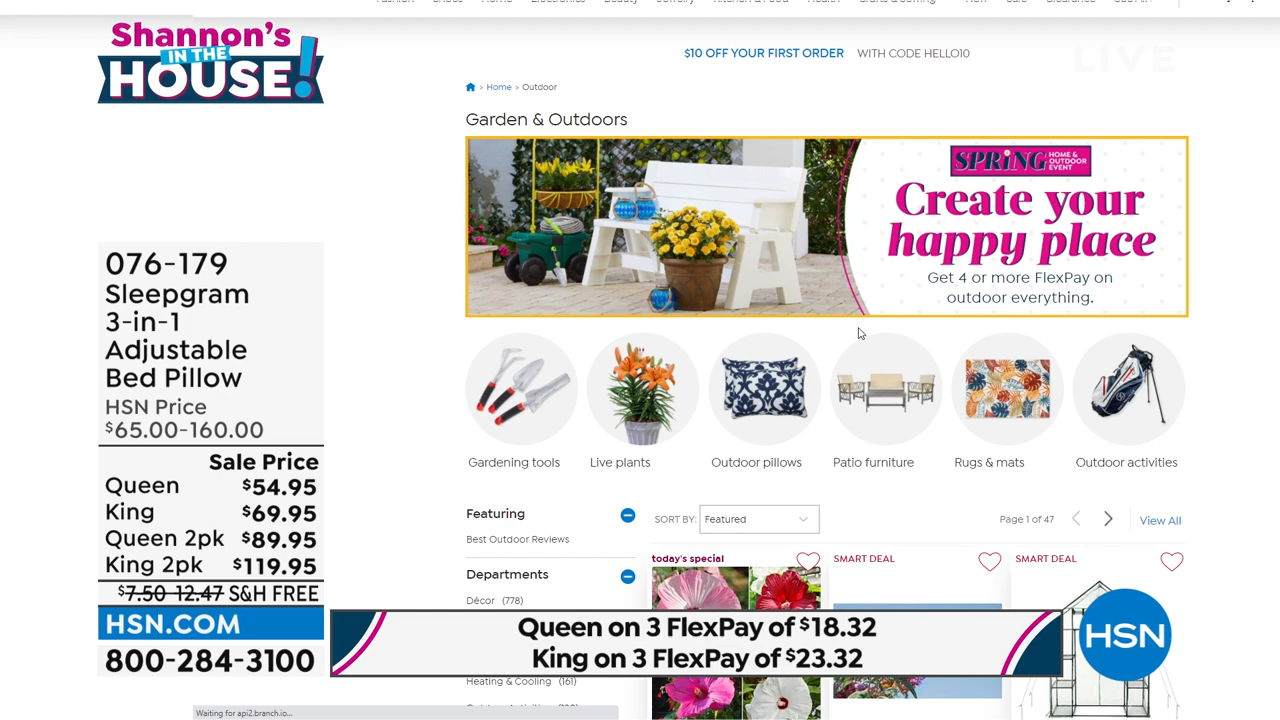 Shannon's
IN THE
HOUSE!
$10 OFF YOUR FIRST ORDER WITH CODE HELLO10
LIVE
> Home > Outdoor
Garden & Outdoors
SPRING HOME & OUTDOOR EVENT
Create your
happy place
Get 4 or more FlexPay on
outdoor everything.
076-179
Sleepgram
3-in-1
Adjustable
Bed Pillow
HSN Price
$65.00-160.00
Sale Price
Queen $54.95
King $69.95
Queen 2pk $89.95
King 2pk $119.95
$7.50-12.47 S&H FREE
HSN.COM
800-284-3100
Gardening tools
Live plants
Outdoor pillows
Patio furniture
Rugs & mats
Outdoor activities
Featuring
Best Outdoor Reviews
Departments
Décor (778)
Heating & Cooling (161)
SORT BY: Featured
Page 1 of 47
View All
today's special
SMART DEAL
SMART DEAL
Queen on 3 FlexPay of $18.32
King on 3 FlexPay of $23.32
HSN
Waiting for api2.branch.io...